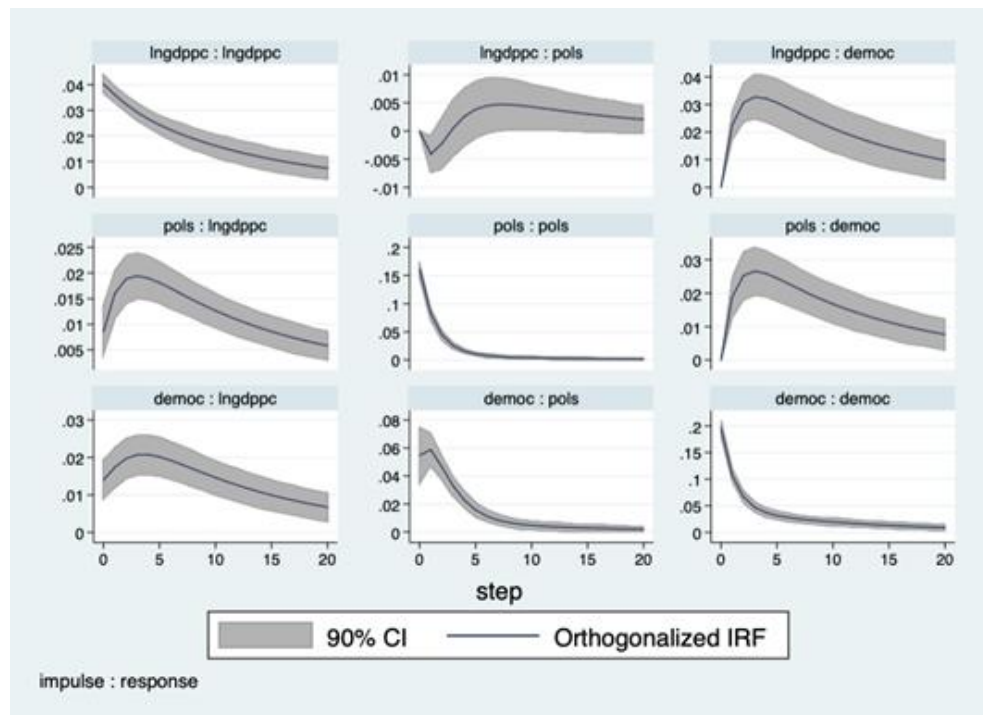 lngdppc : lngdppc
lngdppc : pols
lngdppc : democ
.04
.03
.02
.01
0
.01
.005
0
-.005
-.01
.04
.03
.02
.01
0
pols : lngdppc
pols : pols
pols : democ
.025
.02
.015
.01
.005
.2
.15
.1
.05
0
.03
.02
.01
0
democ : lngdppc
democ : pols
democ : democ
.03
.02
.01
0
.08
.06
.04
.02
0
.2
.15
.1
.05
0
0 5 10 15 20
0 5 10 15 20
0 5 10 15 20
step
90% CI
Orthogonalized IRF
impulse : response